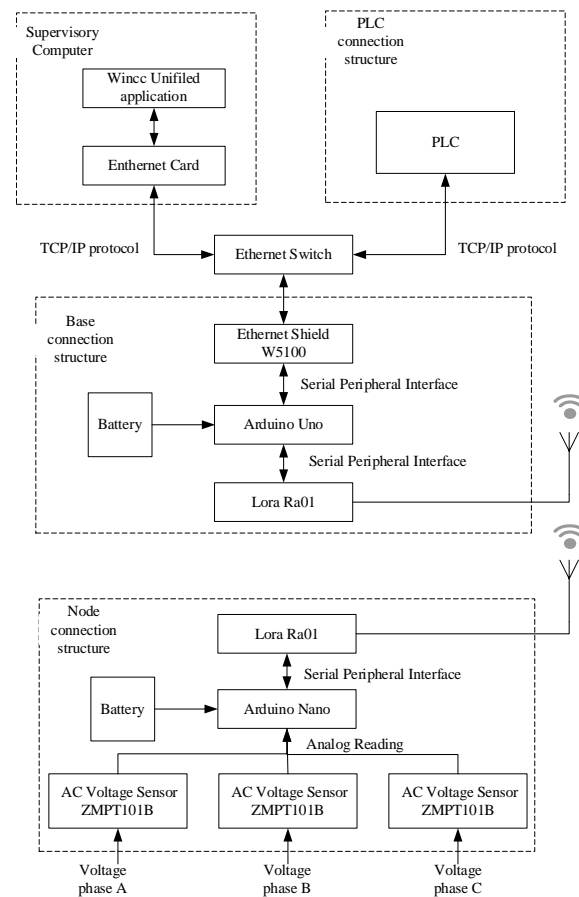 Supervisory
Computer
Wincc Unifiled
application
Enthernet Card
PLC
connection
structure
PLC
TCP/IP protocol
Ethernet Switch
TCP/IP protocol
Base
connection
structure
Ethernet Shield
W5100
Serial Peripheral Interface
Battery
Arduino Uno
Serial Peripheral Interface
Lora Ra01
Node
connection
structure
Lora Ra01
Serial Peripheral Interface
Battery
Arduino Nano
Analog Reading
AC Voltage Sensor
ZMPT101B
AC Voltage Sensor
ZMPT101B
AC Voltage Sensor
ZMPT101B
Voltage
phase A
Voltage
phase B
Voltage
phase C